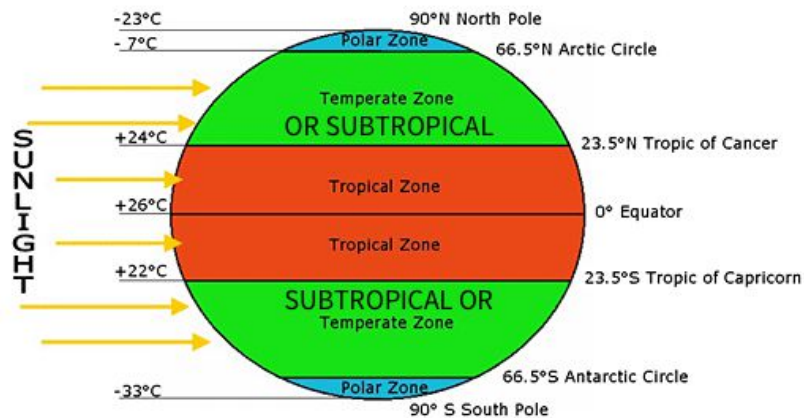 -23°C
90°N North Pole
Polar Zone
- 7°C
66.5°N Arctic Circle
Temperate Zone
OR SUBTROPICAL
+24°C
23.5°N Tropic of Cancer
Tropical Zone
+26°C
0° Equator
Tropical Zone
+22°C
23.5°S Tropic of Capricorn
SUBTROPICAL OR
Temperate Zone
66.5°S Antarctic Circle
Polar Zone
-33°C
90° S South Pole
SUNLIGHT